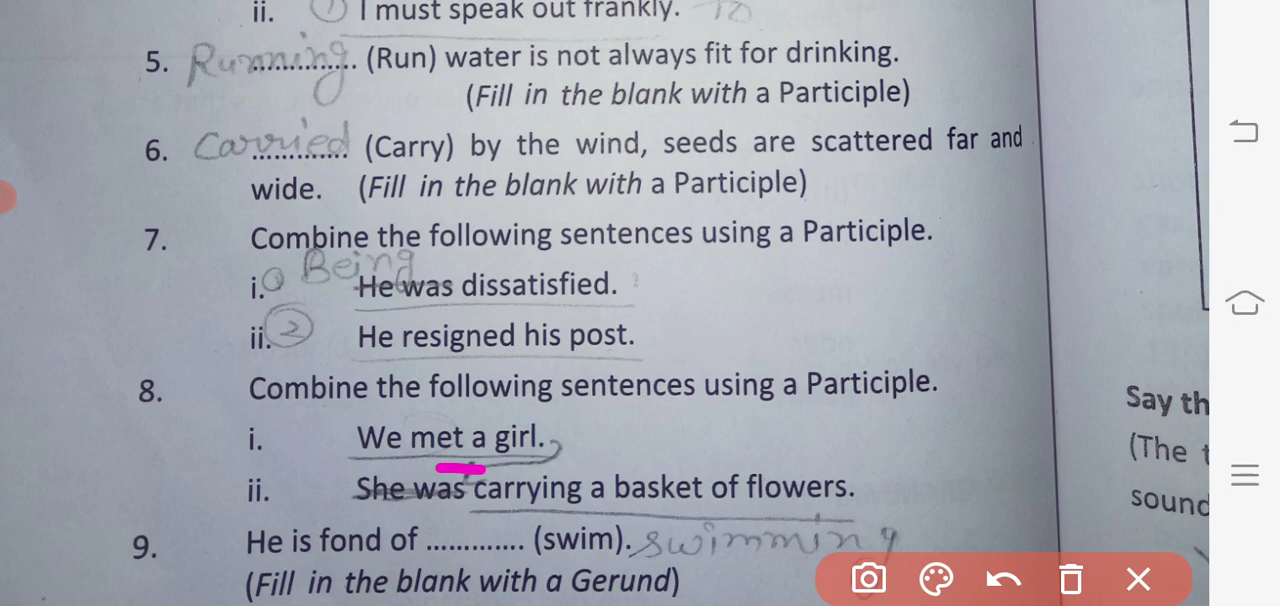 ii. 1 I must speak out frankly.
5. Running ............. (Run) water is not always fit for drinking.
(Fill in the blank with a Participle)
6. Carried ............. (Carry) by the wind, seeds are scattered far and
wide. (Fill in the blank with a Participle)
7. Combine the following sentences using a Participle.
Being
i. He was dissatisfied.
ii. 2 He resigned his post.
8. Combine the following sentences using a Participle.
i. We met a girl.
ii. She was carrying a basket of flowers.
9. He is fond of ............. (swim). swimming
(Fill in the blank with a Gerund)
Say th
(The t
sound